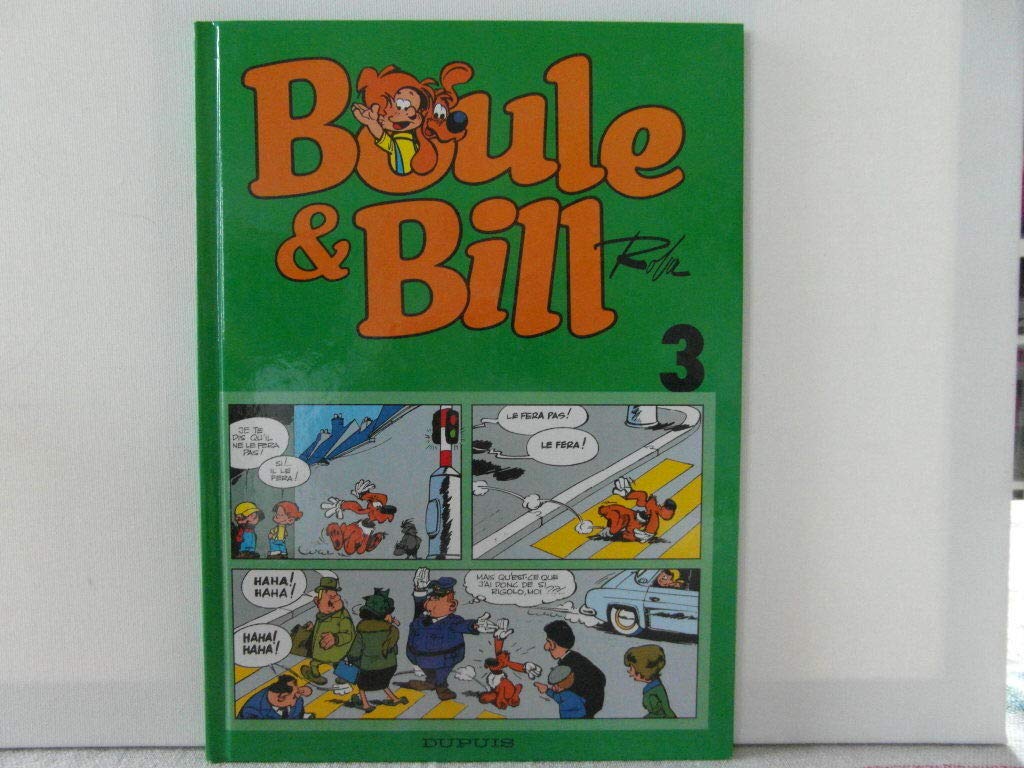 Boule
& Bill
Roba
3
JE TE
DIS QU'IL
NE LE FERA
PAS!
SI!..
IL LE
FERA!
LE FERA PAS!
LE FERA!
HAHA!
HAHA!
HAHA!
HAHA!
MAS QU'EST-CE QUE
J'AI DONC DE SI
RIGOLO, MOI ???
DUPUIS